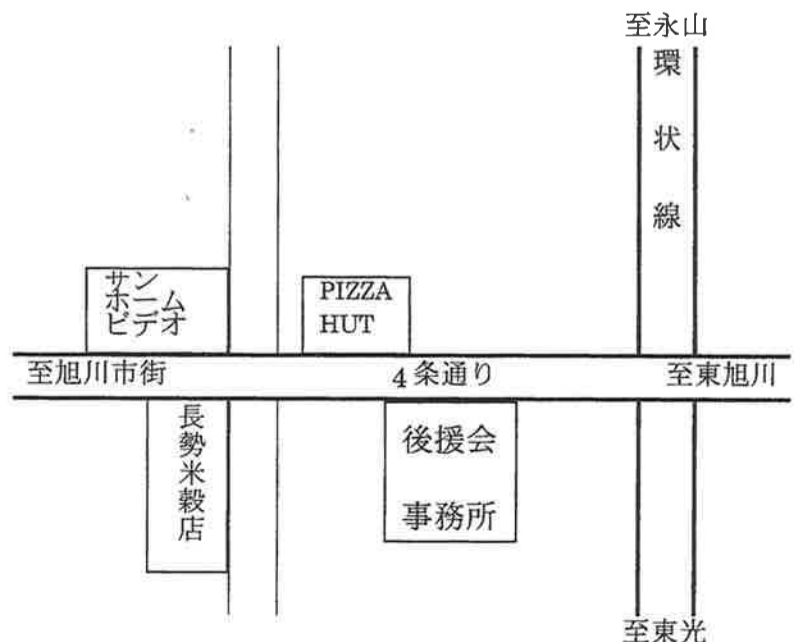 至永山
環状線
サン
ホーム
ビデオ
PIZZA
HUT
至旭川市街
4条通り
至東旭川
長勢米穀店
後援会
事務所
至東光